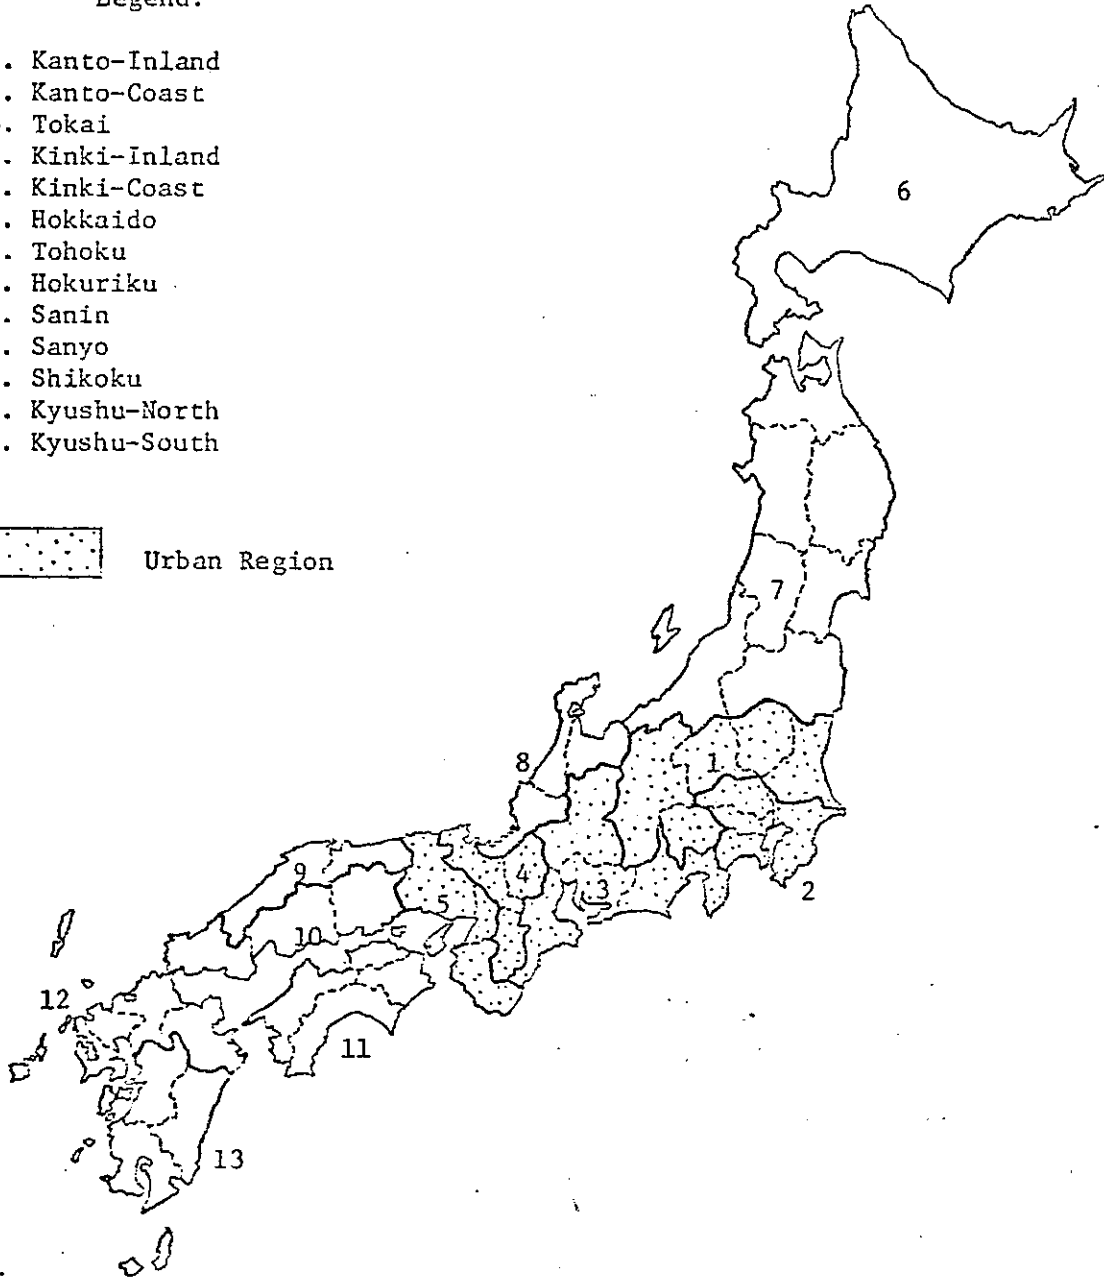 Legend:
. Kanto-Inland
. Kanto-Coast
. Tokai
. Kinki-Inland
. Kinki-Coast
. Hokkaido
. Tohoku
. Hokuriku
. Sanin
. Sanyo
. Shikoku
. Kyushu-North
. Kyushu-South
Urban Region
6
7
8
1
9
4
3
2
5
10
12
11
13